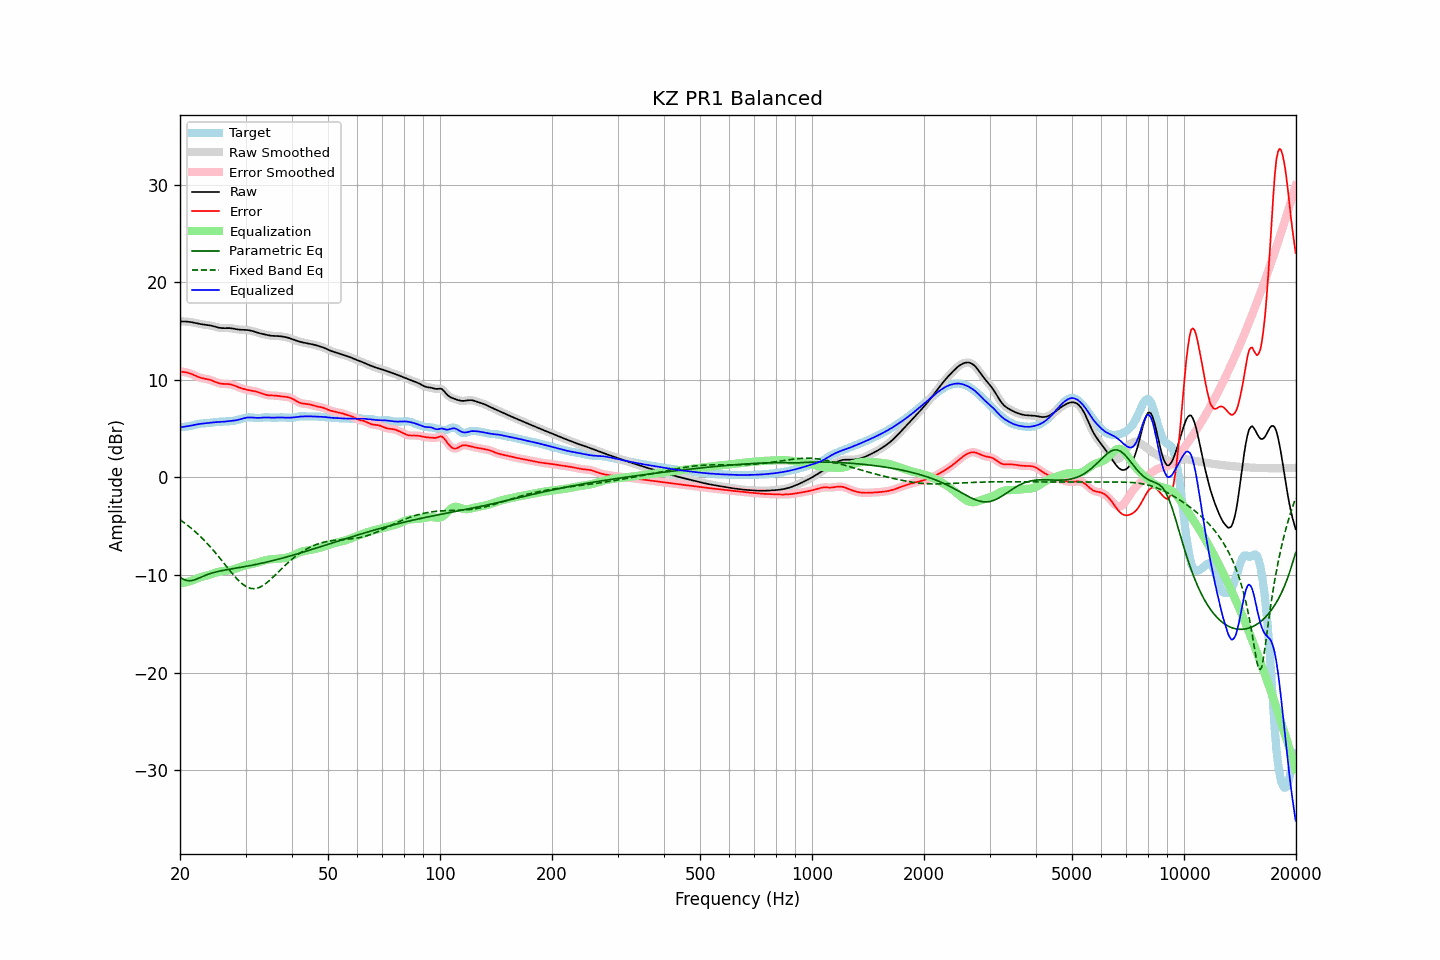 KZ PR1 Balanced
Target
Raw Smoothed
Error Smoothed
Raw
Error
Equalization
Parametric Eq
Fixed Band Eq
Equalized
30
20
10
0
−10
−20
−30
Amplitude (dBr)
20 50 100 200 500 1000 2000 5000 10000 20000
Frequency (Hz)